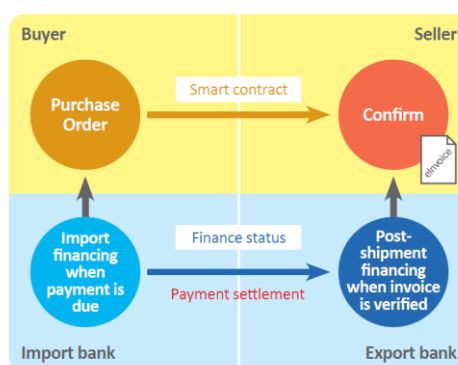 Buyer
Seller
Purchase
Order
Smart contract
Confirm
eInvoice
Import
financing
when
payment is
due
Finance status
Payment settlement
Post-
shipment
financing
when invoice
is verified
Import bank
Export bank